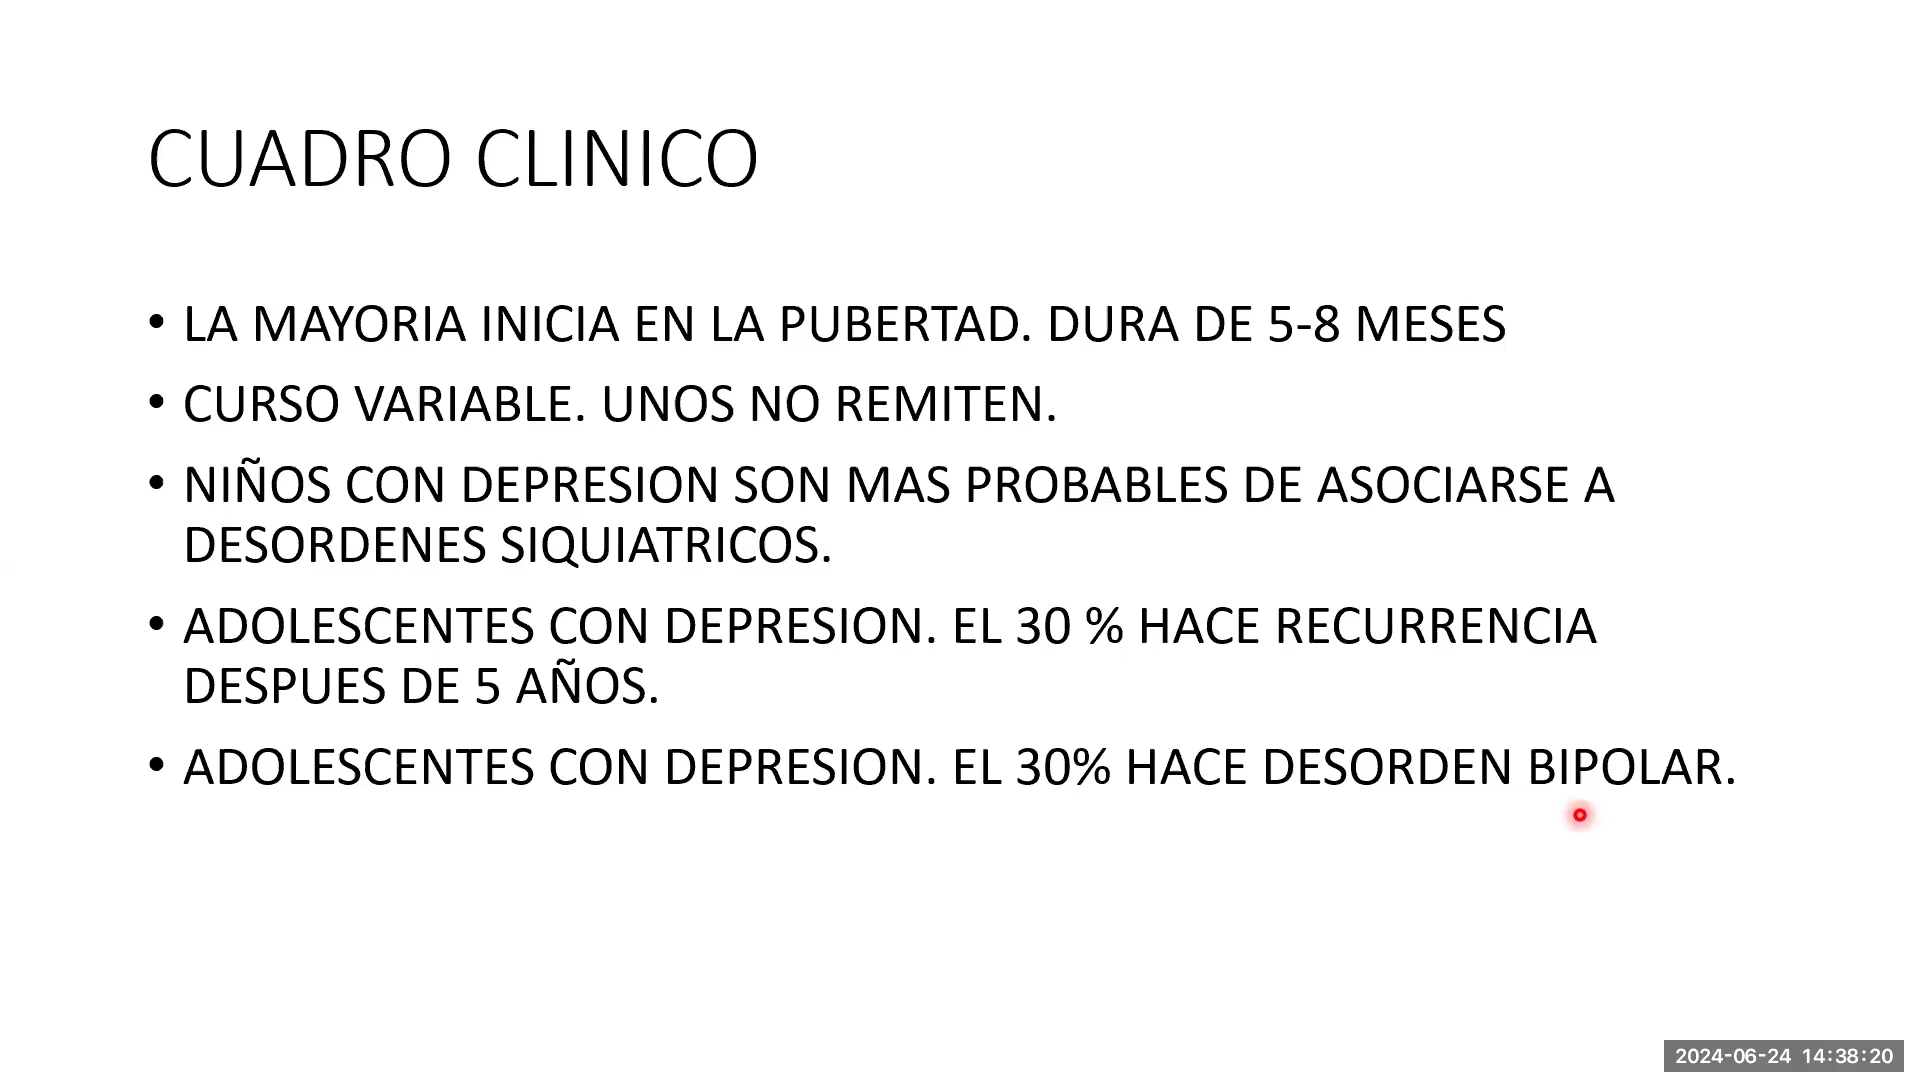 CUADRO CLINICO
• LA MAYORIA INICIA EN LA PUBERTAD. DURA DE 5-8 MESES
• CURSO VARIABLE. UNOS NO REMITEN.
• NIÑOS CON DEPRESION SON MAS PROBABLES DE ASOCIARSE A
DESORDENES SIQUIATRICOS.
• ADOLESCENTES CON DEPRESION. EL 30 % HACE RECURRENCIA
DESPUES DE 5 AÑOS.
• ADOLESCENTES CON DEPRESION. EL 30% HACE DESORDEN BIPOLAR.
2024-06-24 14:38:20